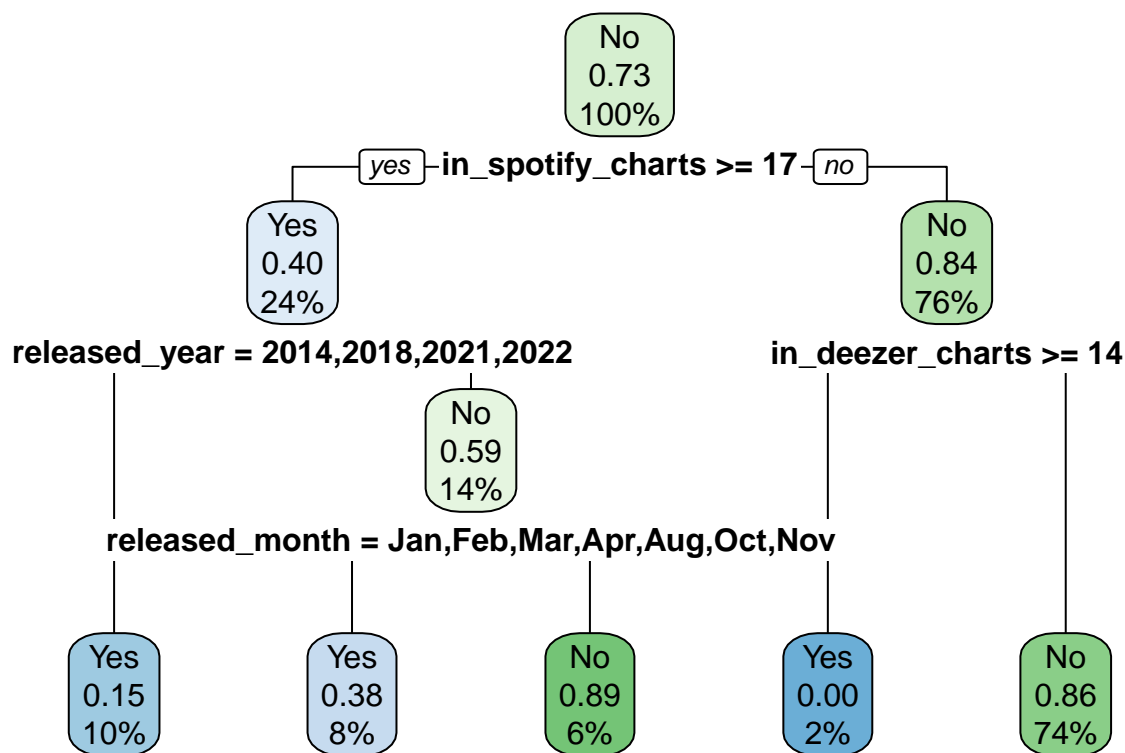 No
0.73
100%
yes in_spotify_charts >= 17 no
Yes
0.40
24%
No
0.84
76%
released_year = 2014,2018,2021,2022
in_deezer_charts >= 14
No
0.59
14%
released_month = Jan,Feb,Mar,Apr,Aug,Oct,Nov
Yes
0.15
10%
Yes
0.38
8%
No
0.89
6%
Yes
0.00
2%
No
0.86
74%